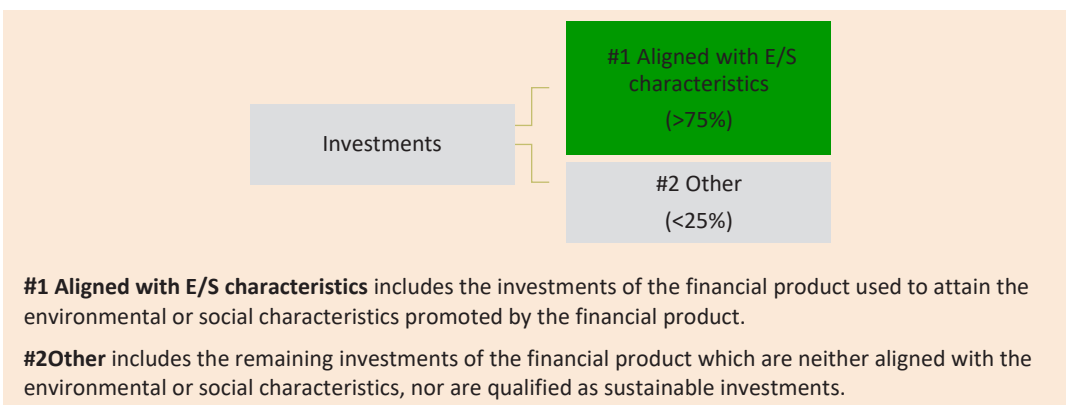 #1 Aligned with E/S
characteristics
(>75%)
Investments
#2 Other
(<25%)
#1 Aligned with E/S characteristics includes the investments of the financial product used to attain the
environmental or social characteristics promoted by the financial product.
#2Other includes the remaining investments of the financial product which are neither aligned with the
environmental or social characteristics, nor are qualified as sustainable investments.